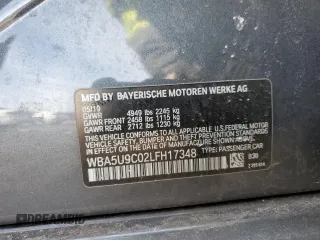 MFD BY BAYERISCHE MOTOREN WERKE AG
05/19
GVWR 4949 lbs 2245 kg
GAWR FRONT 2458 lbs 1115 kg
GAWR REAR 2712 lbs 1230 kg
THIS VEHICLE CONFORMS TO ALL APPLICABLE U.S. FEDERAL MOTOR
VEHICLE SAFETY, BUMPER, AND THEFT PREVENTION
STANDARDS IN EFFECT ON THE DATE OF MANUFACTURE SHOWN ABOVE.
WBA5U9C02LFH17348 TYPE: PASSENGER CAR
B39
© AUTOBIDMASTER